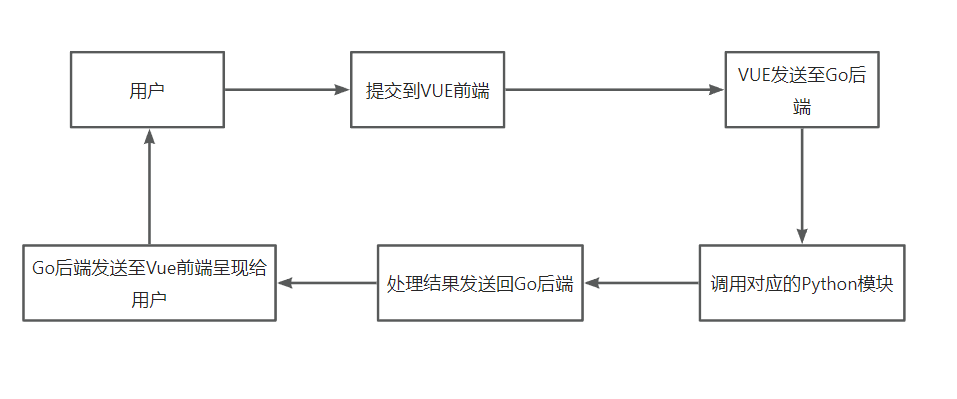 用户
提交到VUE前端
VUE发送至Go后
端
Go后端发送至Vue前端呈现给
用户
处理结果发送回Go后端
调用对应的Python模块